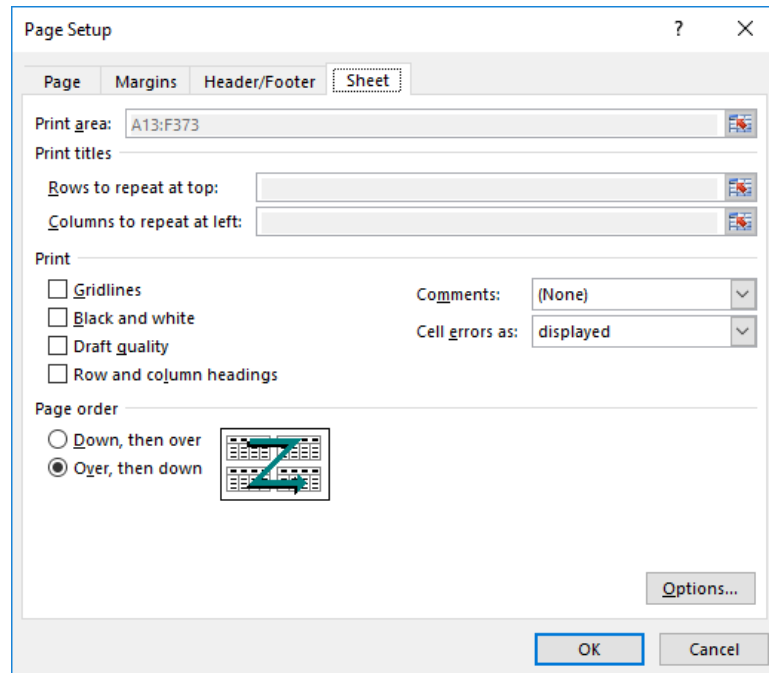 Page Setup ? X
Page Margins Header/Footer Sheet
Print area: A13:F373
Print titles
Rows to repeat at top:
Columns to repeat at left:
Print
Gridlines
Comments: (None)
Black and white
Cell errors as: displayed
Draft quality
Row and column headings
Page order
Down, then over
Over, then down
Options...
OK Cancel